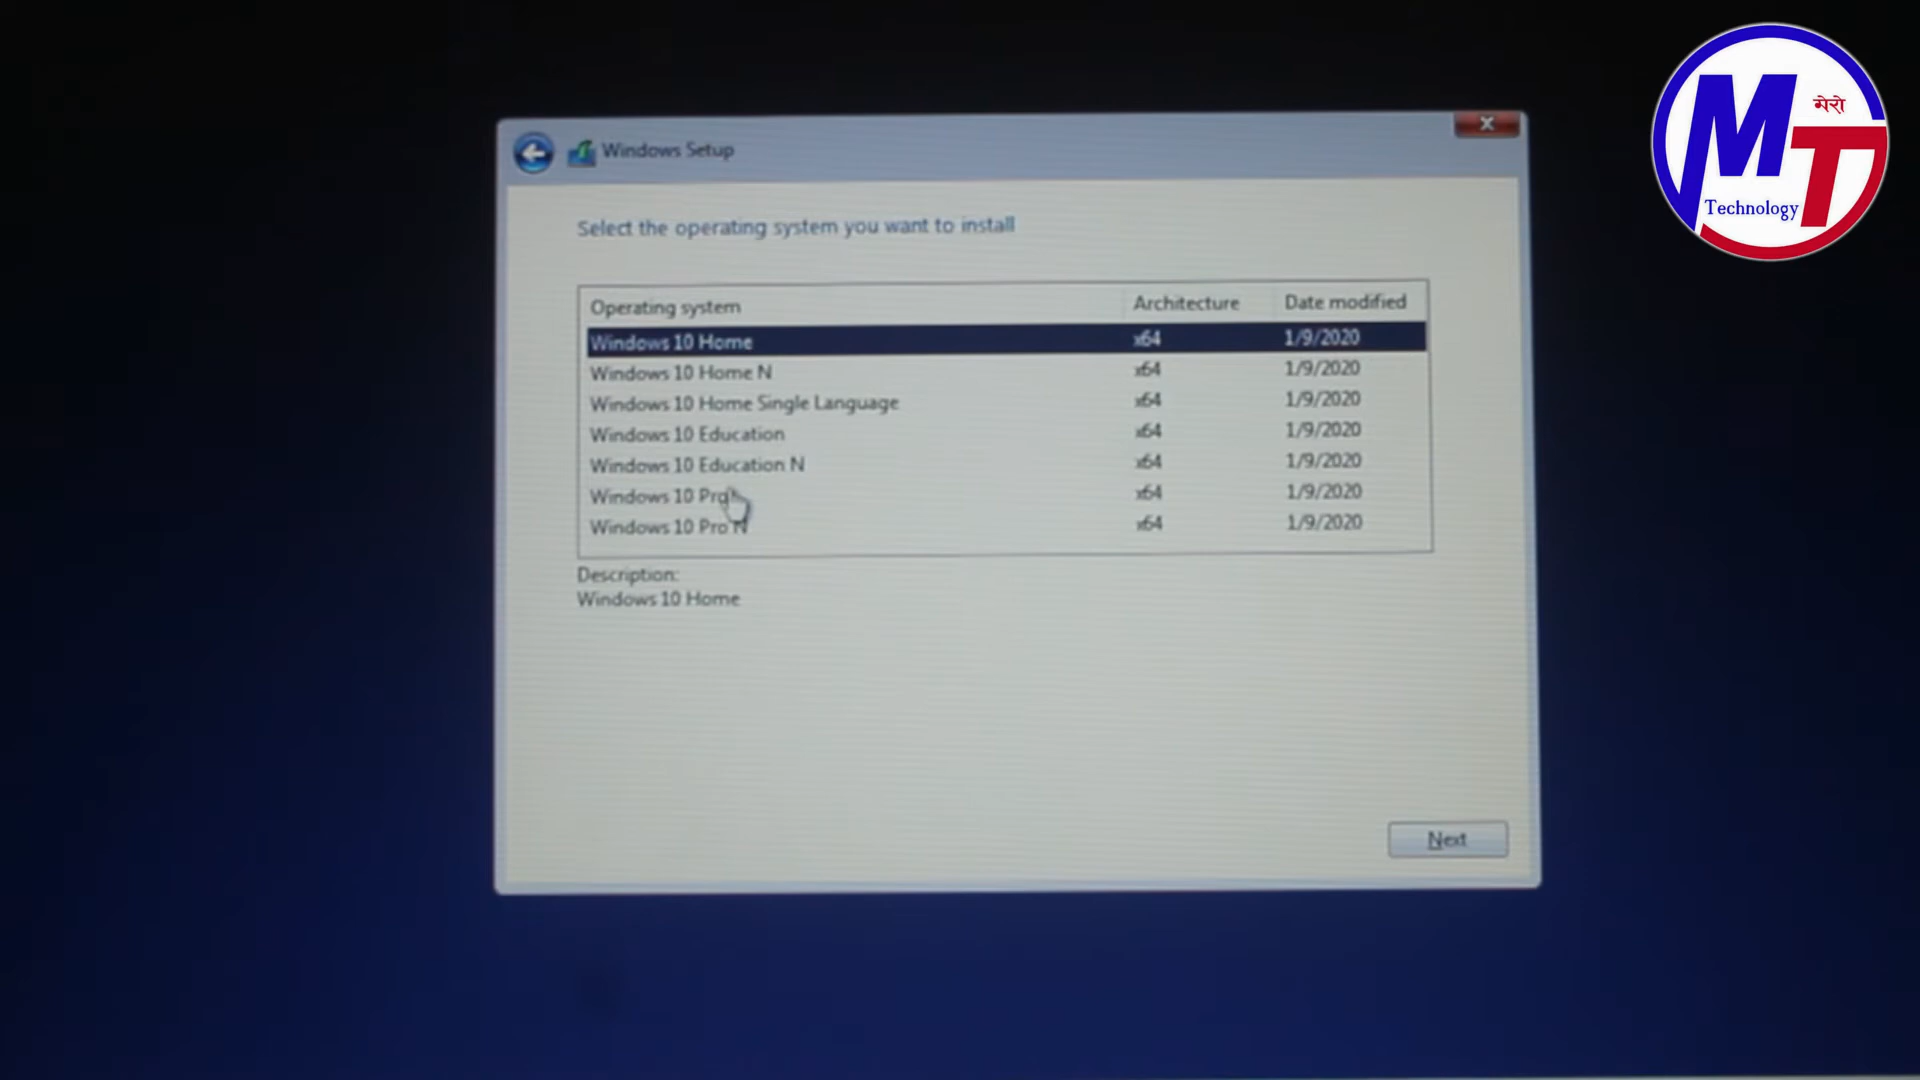 Windows Setup
Select the operating system you want to install
Operating system Architecture Date modified
Windows 10 Home x64 1/9/2020
Windows 10 Home N x64 1/9/2020
Windows 10 Home Single Language x64 1/9/2020
Windows 10 Education x64 1/9/2020
Windows 10 Education N x64 1/9/2020
Windows 10 Pro x64 1/9/2020
Windows 10 Pro N x64 1/9/2020
Description:
Windows 10 Home
Next
मेरो
MT
Technology